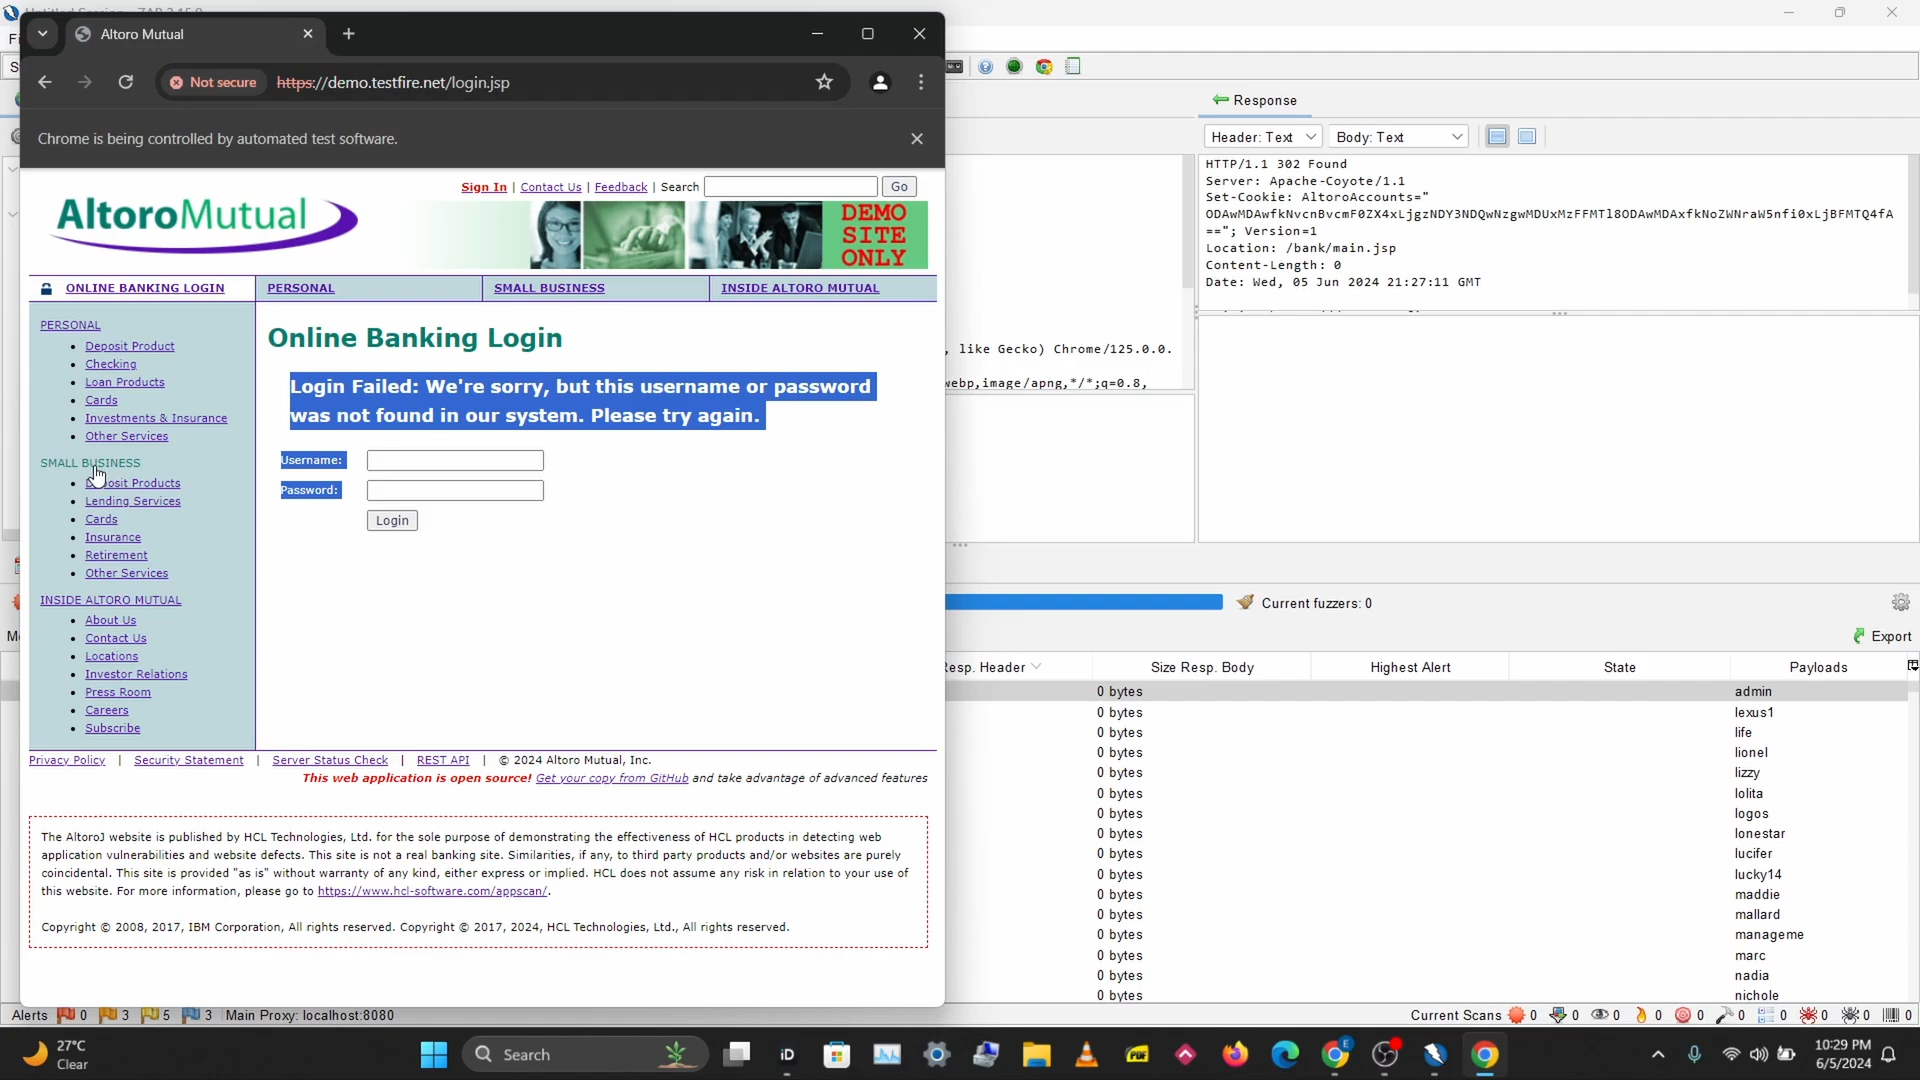 Altoro Mutual
Not secure https://demo.testfire.net/login.jsp
Chrome is being controlled by automated test software.
Sign In | Contact Us | Feedback | Search Go
AltoroMutual
DEMO
SITE
ONLY
ONLINE BANKING LOGIN PERSONAL SMALL BUSINESS INSIDE ALTORO MUTUAL
PERSONAL
Deposit Product
Checking
Loan Products
Cards
Investments & Insurance
Other Services
SMALL BUSINESS
Deposit Products
Lending Services
Cards
Insurance
Retirement
Other Services
INSIDE ALTORO MUTUAL
About Us
Contact Us
Locations
Investor Relations
Press Room
Careers
Subscribe
Online Banking Login
Login Failed: We're sorry, but this username or password
was not found in our system. Please try again.
Username:
Password:
Login
Privacy Policy | Security Statement | Server Status Check | REST API | © 2024 Altoro Mutual, Inc.
This web application is open source! Get your copy from GitHub and take advantage of advanced features
The AltoroJ website is published by HCL Technologies, Ltd. for the sole purpose of demonstrating the effectiveness of HCL products in detecting web
application vulnerabilities and website defects. This site is not a real banking site. Similarities, if any, to third party products and/or websites are purely
coincidental. This site is provided "as is" without warranty of any kind, either express or implied. HCL does not assume any risk in relation to your use of
this website. For more information, please go to https://www.hcl-software.com/appscan/.
Copyright © 2008, 2017, IBM Corporation, All rights reserved. Copyright © 2017, 2024, HCL Technologies, Ltd., All rights reserved.
Response
Header: Text Body: Text
HTTP/1.1 302 Found
Server: Apache-Coyote/1.1
Set-Cookie: AltoroAccounts="
ODAwMDAwfkNvcnBvcmF0ZX4xLjgzNDY3NDQwNzgwMDUxMzFFMTl8ODAwMDAxfkNoZWNraW5nfi0xLjBFMTQ4fA
=="; Version=1
Location: /bank/main.jsp
Content-Length: 0
Date: Wed, 05 Jun 2024 21:27:11 GMT
, like Gecko) Chrome/125.0.0.
webp,image/apng,*/*;q=0.8,
Current fuzzers: 0
Export
Resp. Header Size Resp. Body Highest Alert State Payloads
0 bytes admin
0 bytes lexus1
0 bytes life
0 bytes lionel
0 bytes lizzy
0 bytes lolita
0 bytes logos
0 bytes lonestar
0 bytes lucifer
0 bytes lucky14
0 bytes maddie
0 bytes mallard
0 bytes manageme
0 bytes marc
0 bytes nadia
0 bytes nichole
Alerts 0 3 5 3 Main Proxy: localhost:8080
Current Scans 0 0 0 0 0 0 0 0 0 0 0
27°C
Clear
Search
10:29 PM
6/5/2024